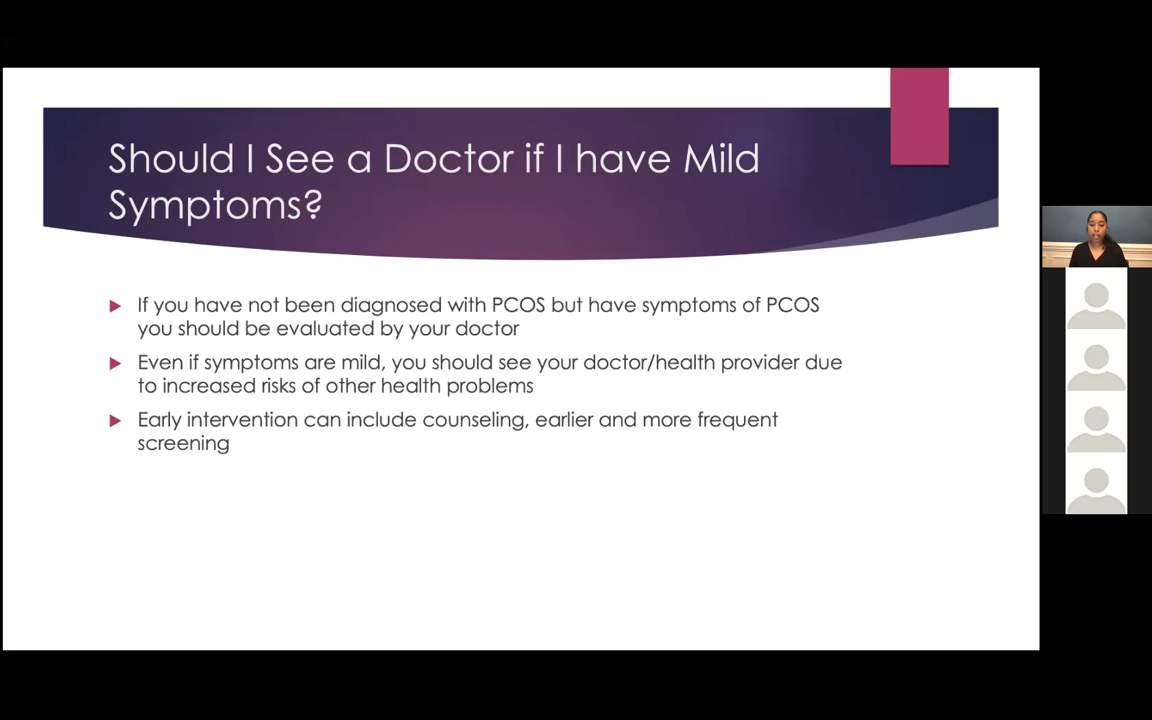 Should I See a Doctor if I have Mild
Symptoms?
If you have not been diagnosed with PCOS but have symptoms of PCOS
you should be evaluated by your doctor
Even if symptoms are mild, you should see your doctor/health provider due
to increased risks of other health problems
Early intervention can include counseling, earlier and more frequent
screening